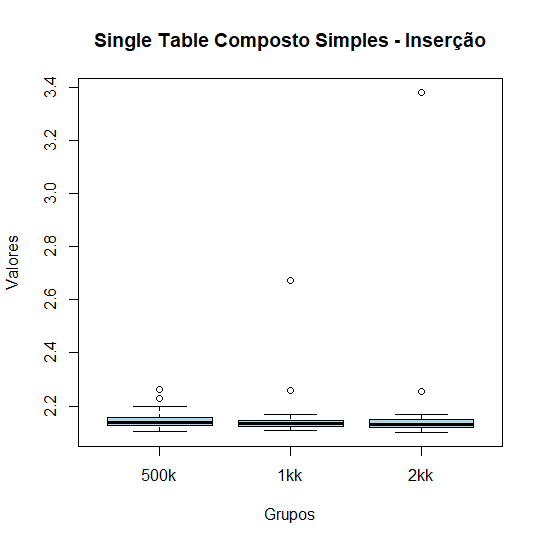 Single Table Composto Simples - Inserção
Valores
3.4
3.2
3.0
2.8
2.6
2.4
2.2
500k
1kk
2kk
Grupos